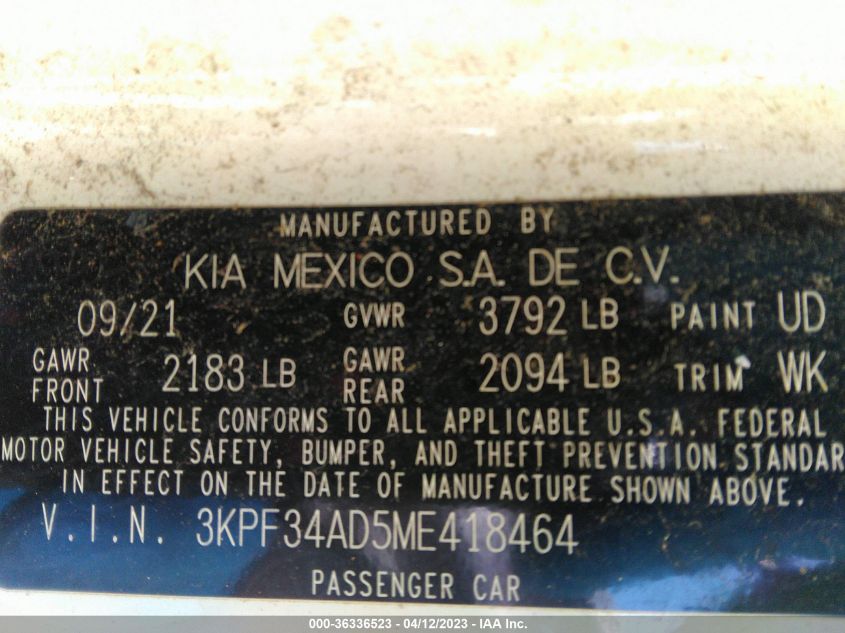 MANUFACTURED BY
KIA MEXICO S.A. DE C.V.
09/21 GVWR 3792 LB PAINT UD
GAWR FRONT 2183 LB GAWR REAR 2094 LB TRIM WK
THIS VEHICLE CONFORMS TO ALL APPLICABLE U.S.A. FEDERAL
MOTOR VEHICLE SAFETY, BUMPER, AND THEFT PREVENTION STANDAR
IN EFFECT ON THE DATE OF MANUFACTURE SHOWN ABOVE.
V.I.N. 3KPF34AD5ME418464
PASSENGER CAR
000-36336523 - 04/12/2023 - IAA Inc.